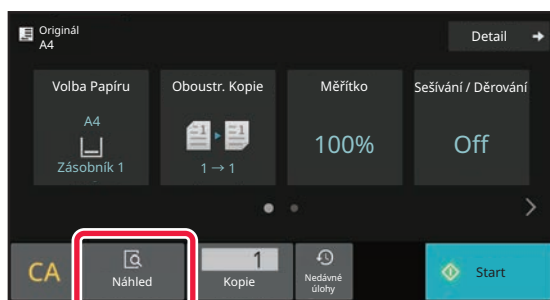 Originál
A4
Detail
Volba Papíru
A4
Zásobník 1
Oboustr. Kopie
1 → 1
Měřítko
100%
Sešívání / Děrování
Off
CA
Náhled
1
Kopie
Nedávné
úlohy
Start